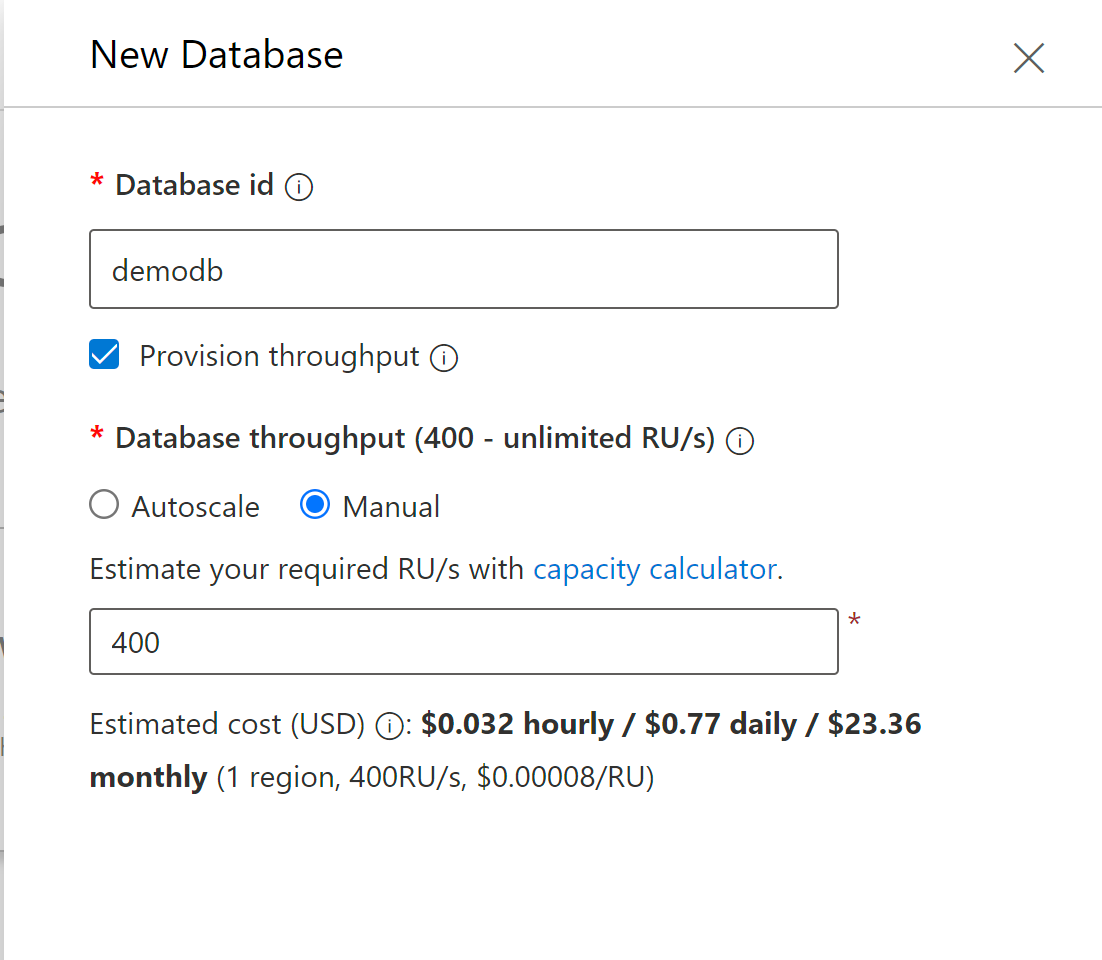 New Database
* Database id
demodb
Provision throughput
* Database throughput (400 - unlimited RU/s)
Autoscale Manual
Estimate your required RU/s with capacity calculator.
400 *
Estimated cost (USD) : $0.032 hourly / $0.77 daily / $23.36
monthly (1 region, 400RU/s, $0.00008/RU)